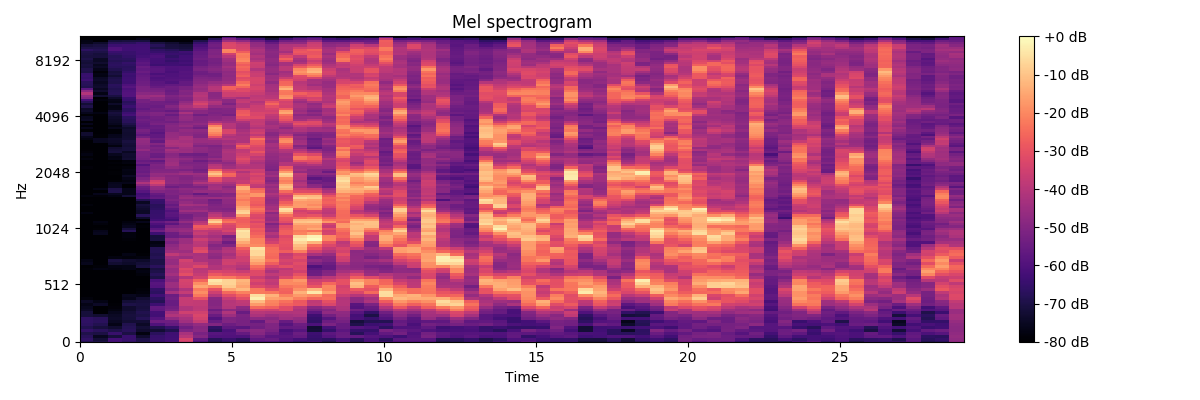 Mel spectrogram
8192
4096
2048
1024
512
0
Hz
0 5 10 15 20 25
Time
+0 dB
-10 dB
-20 dB
-30 dB
-40 dB
-50 dB
-60 dB
-70 dB
-80 dB